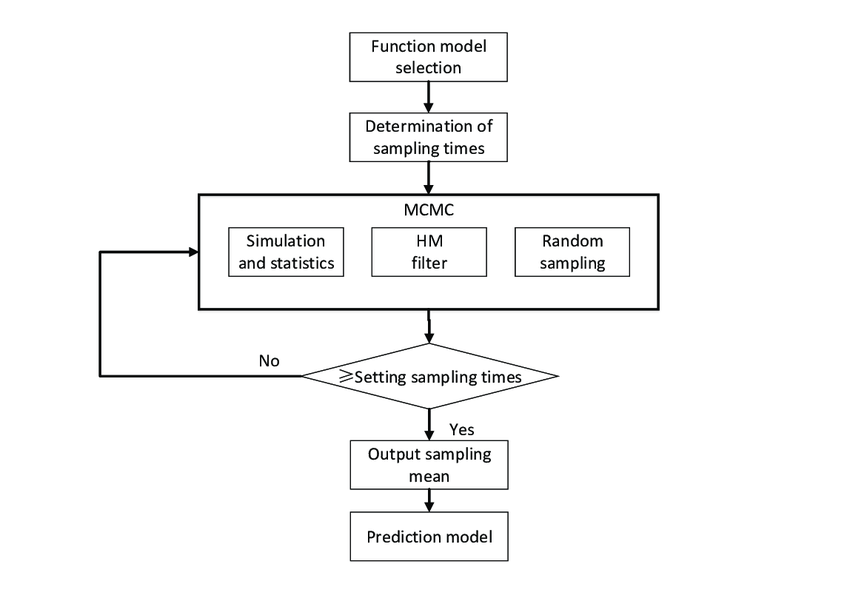 Function model
selection
Determination of
sampling times
MCMC
Simulation
and statistics
HM
filter
Random
sampling
No
⩾Setting sampling times
Yes
Output sampling
mean
Prediction model